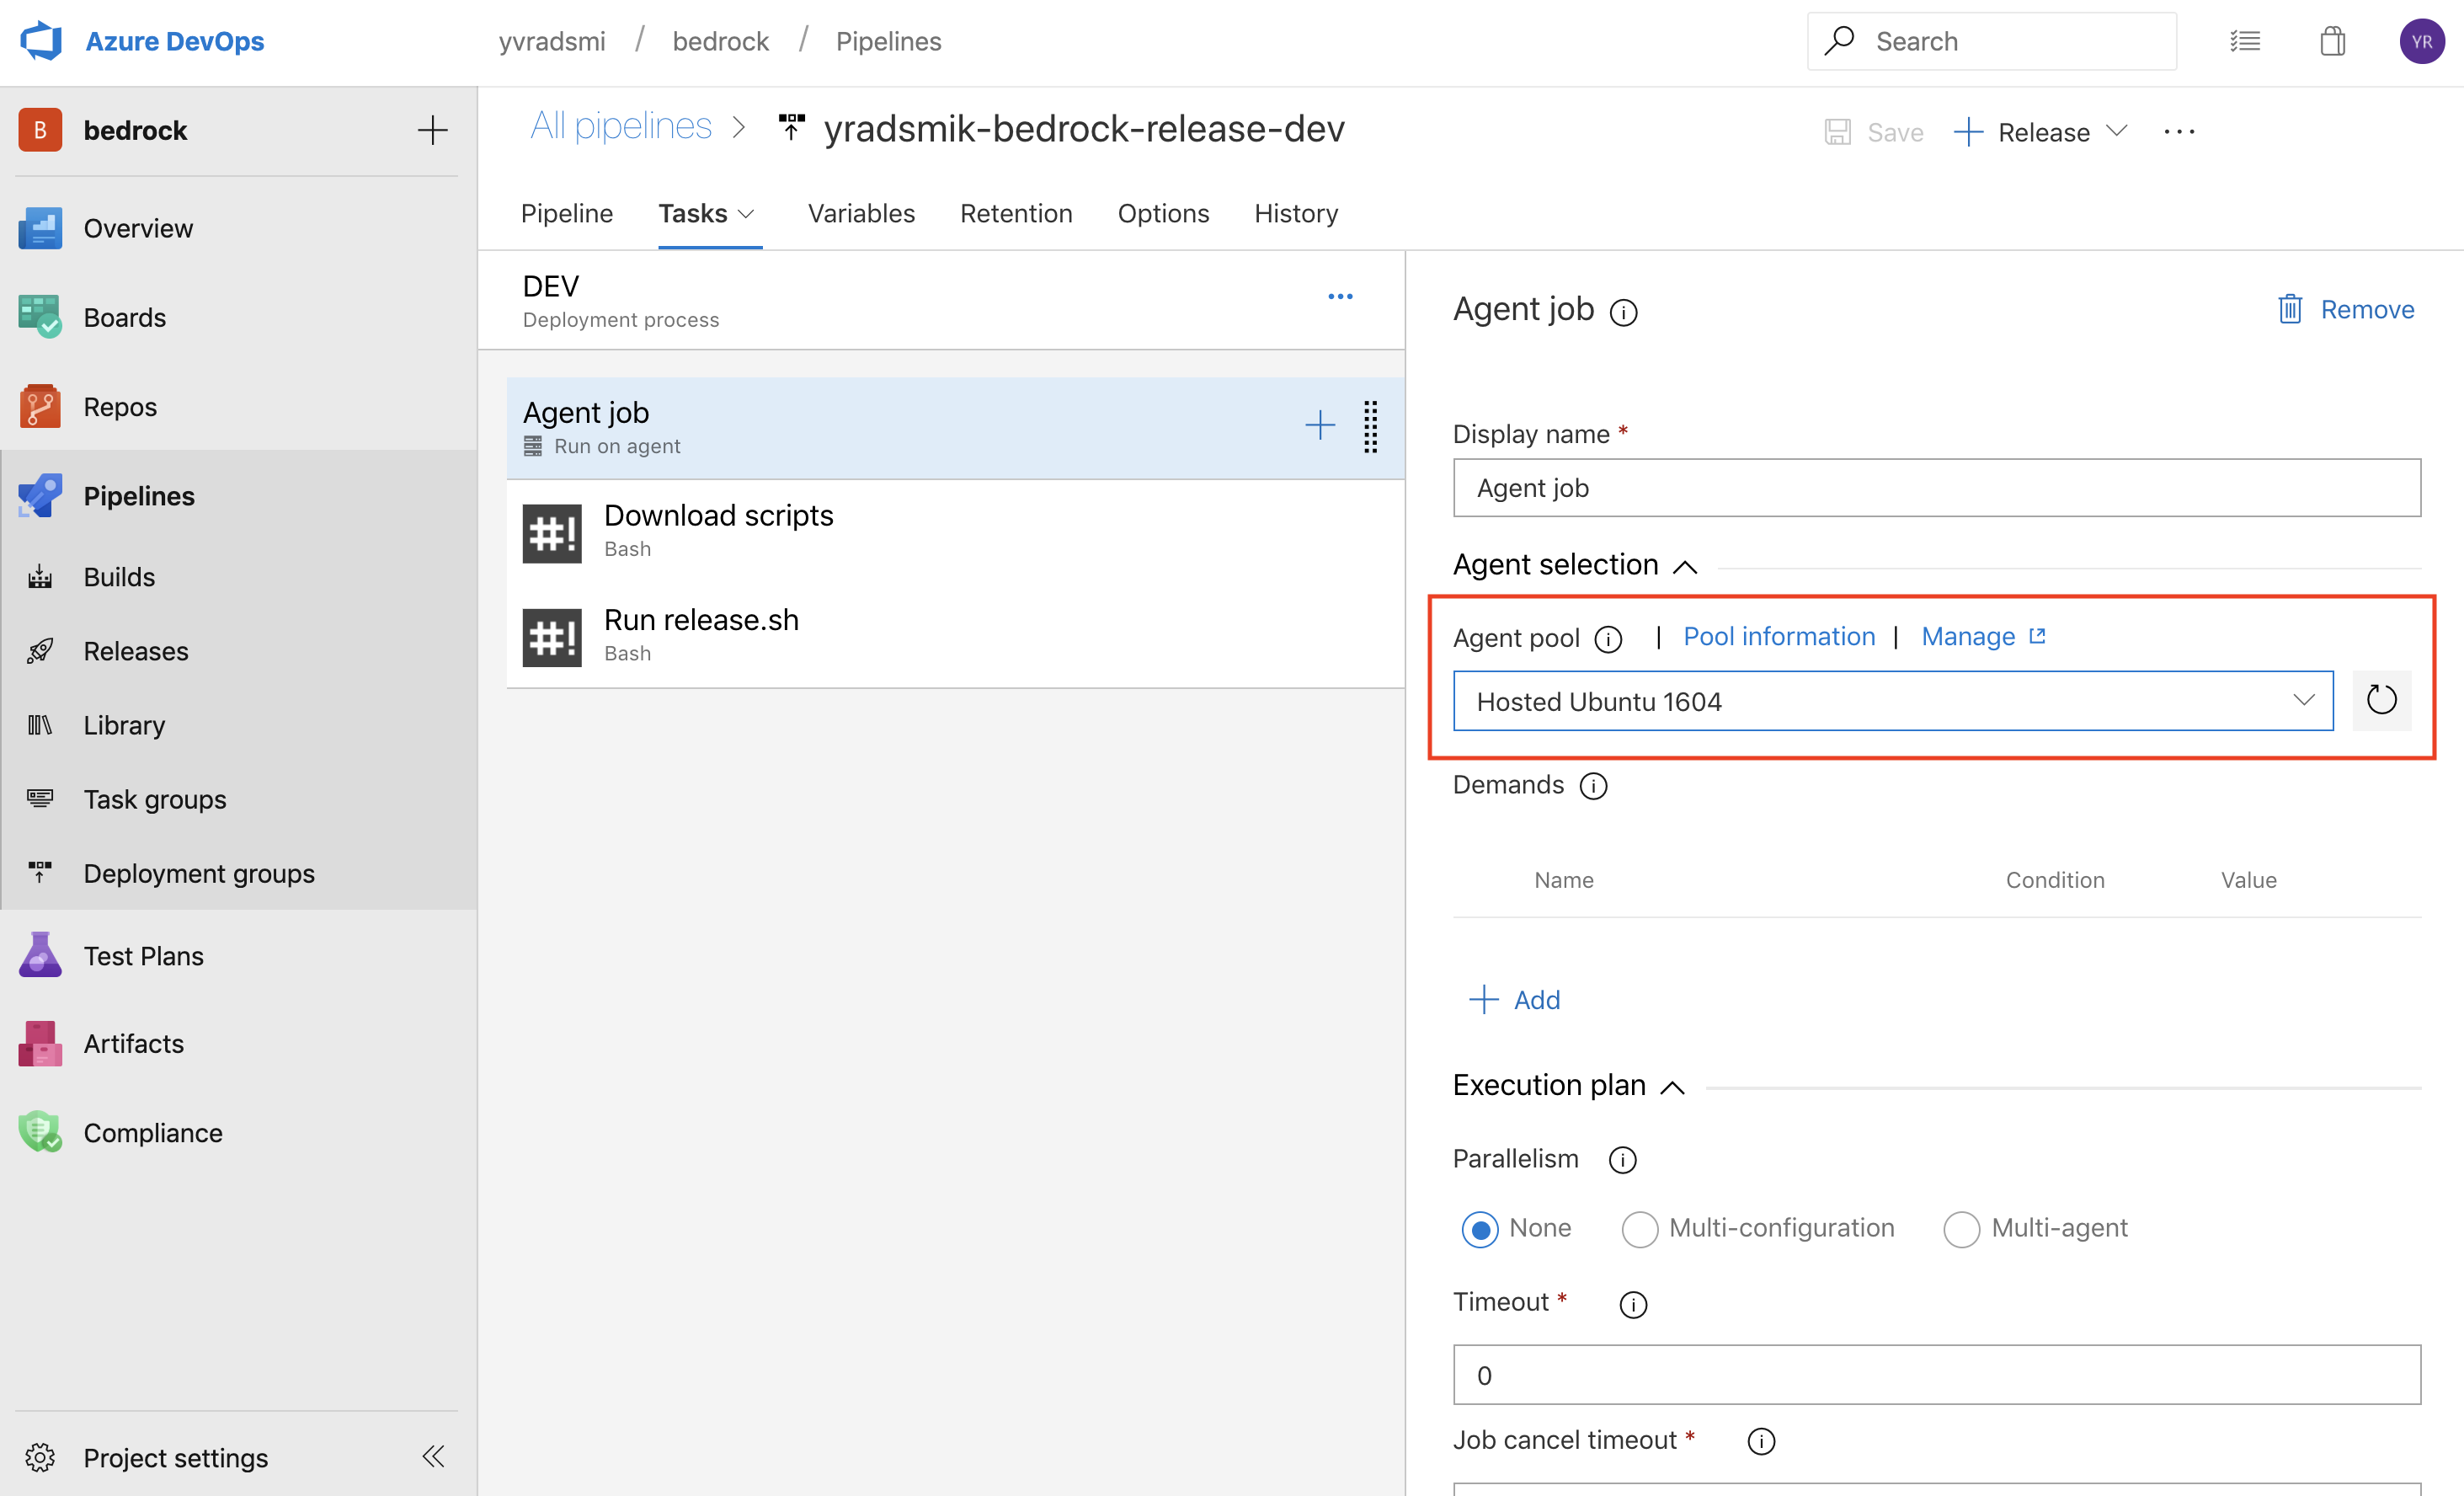 Azure DevOps
yvradsmi / bedrock / Pipelines
Search
YR
B
bedrock
Overview
Boards
Repos
Pipelines
Builds
Releases
Library
Task groups
Deployment groups
Test Plans
Artifacts
Compliance
Project settings
All pipelines > yradsmik-bedrock-release-dev
Save
Release
Pipeline
Tasks
Variables
Retention
Options
History
DEV
Deployment process
Agent job
Run on agent
#! Download scripts
Bash
#! Run release.sh
Bash
Agent job
Remove
Display name *
Agent job
Agent selection
Agent pool | Pool information | Manage
Hosted Ubuntu 1604
Demands
Name Condition Value
Add
Execution plan
Parallelism
None Multi-configuration Multi-agent
Timeout *
0
Job cancel timeout *